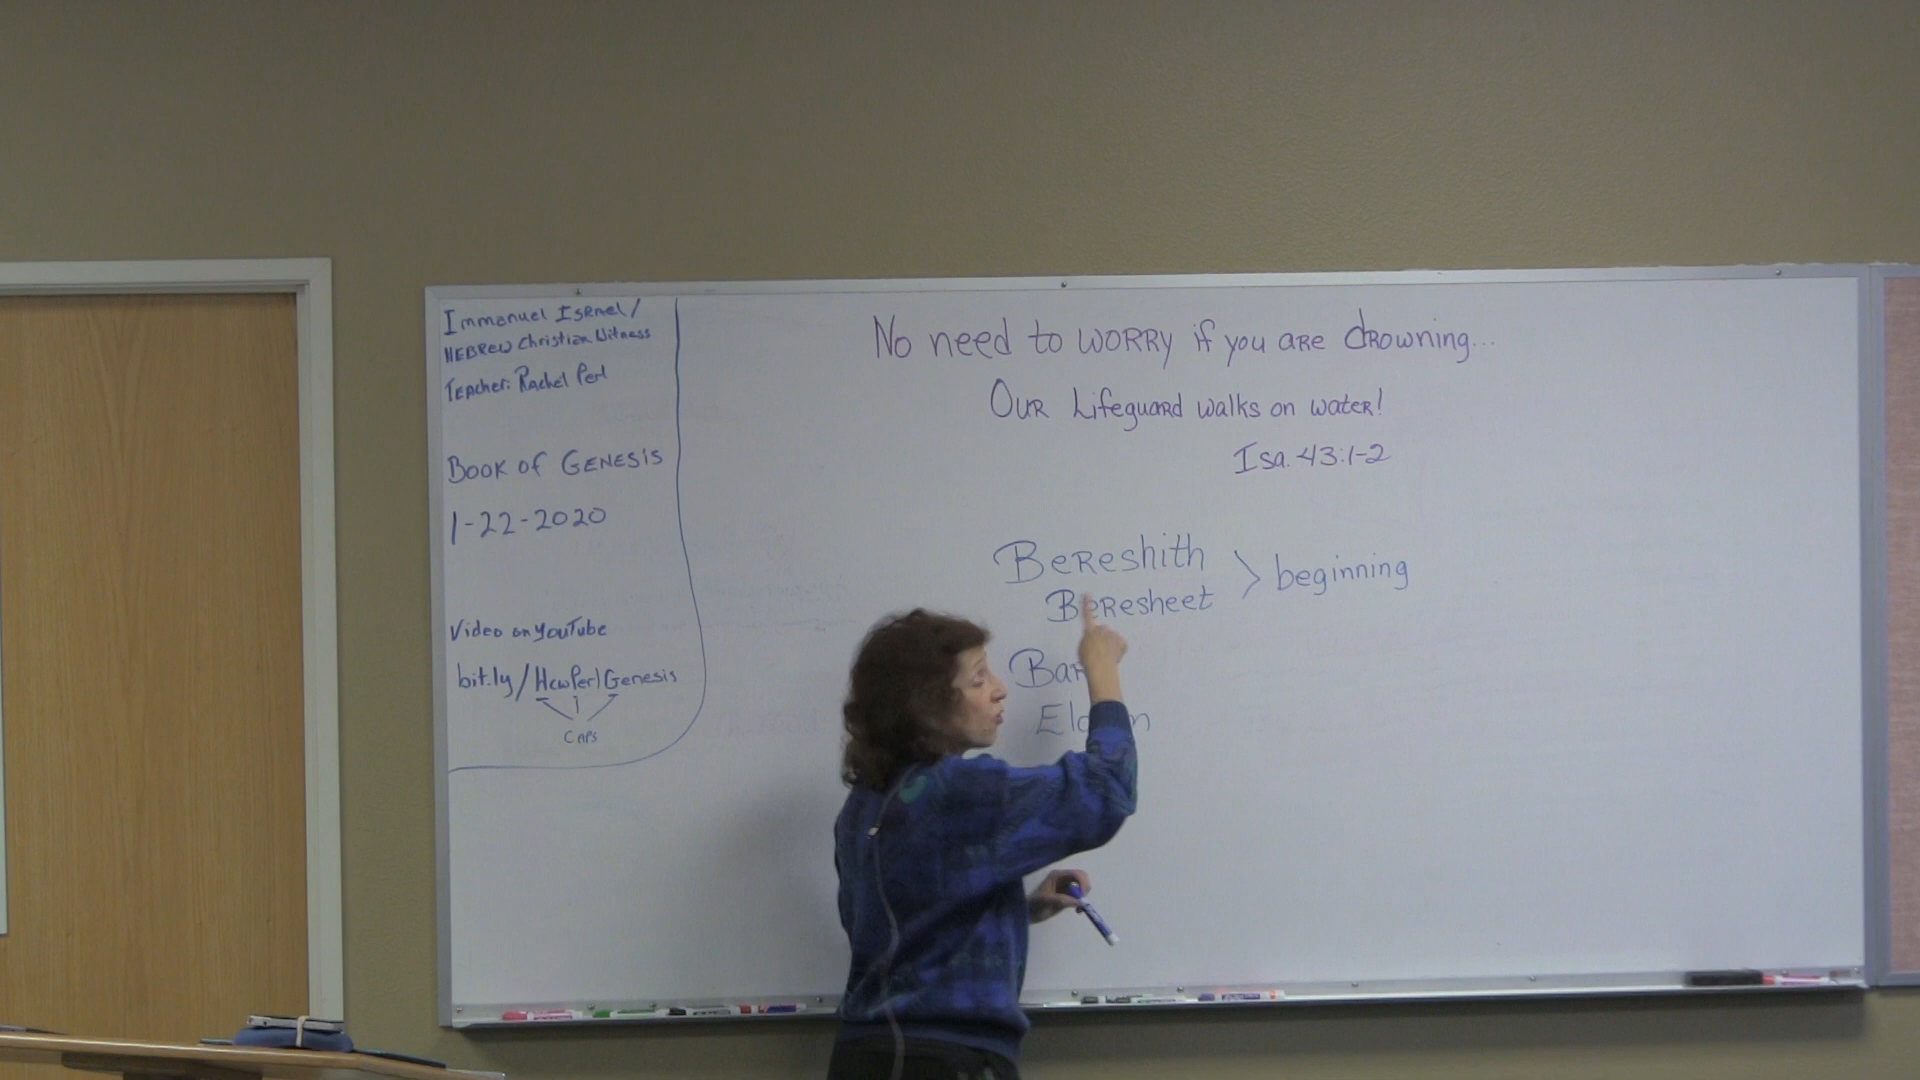 Immanuel Israel/
Hebrew Christian Witness
Teacher: Rachel Perl
Book of Genesis
1-22-2020
Video on YouTube
bit.ly/HcwPerlGenesis
CAPS
No need to worry if you are drowning...
Our Lifeguard walks on water!
Isa. 43:1-2
Bereshith
Beresheet
> beginning